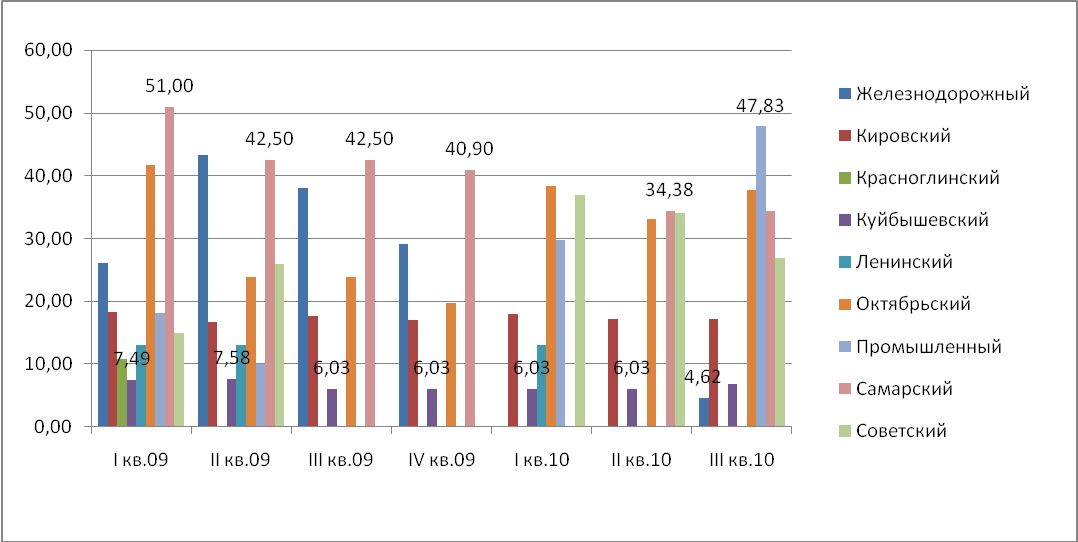 60,00
50,00
40,00
30,00
20,00
10,00
0,00
51,00
42,50
42,50
40,90
34,38
47,83
7,49
7,58
6,03
6,03
6,03
6,03
4,62
I кв.09
II кв.09
III кв.09
IV кв.09
I кв.10
II кв.10
III кв.10
Железнодорожный
Кировский
Красноглинский
Куйбышевский
Ленинский
Октябрьский
Промышленный
Самарский
Советский